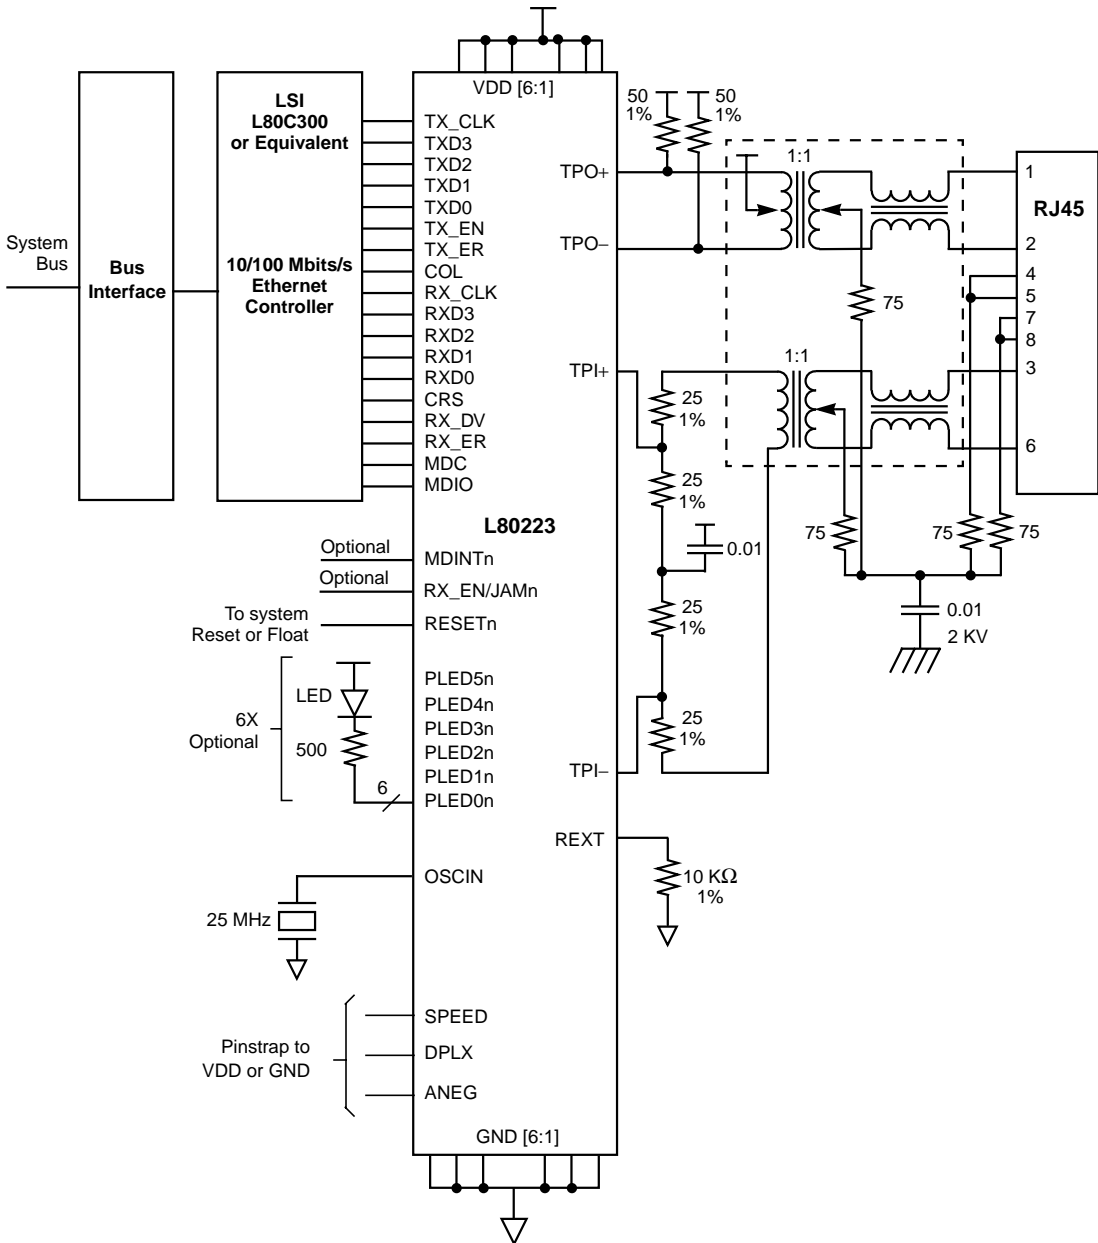 VDD [6:1]
LSI
L80C300
or Equivalent
10/100 Mbits/s
Ethernet
Controller
System
Bus
Bus
Interface
TX_CLK
TXD3
TXD2
TXD1
TXD0
TX_EN
TX_ER
COL
RX_CLK
RXD3
RXD2
RXD1
RXD0
CRS
RX_DV
RX_ER
MDC
MDIO
L80223
Optional
MDINTn
Optional
RX_EN/JAMn
To system
Reset or Float
RESETn
PLED5n
PLED4n
PLED3n
PLED2n
PLED1n
PLED0n
LED
6X
Optional
500
6
OSCIN
25 MHz
SPEED
DPLX
ANEG
Pinstrap to
VDD or GND
GND [6:1]
TPO+
TPO–
TPI+
TPI–
REXT
50
1%
50
1%
1:1
1:1
75
25
1%
25
1%
0.01
25
1%
25
1%
10 KΩ
1%
RJ45
1
2
4
5
7
8
3
6
75
75
75
0.01
2 KV